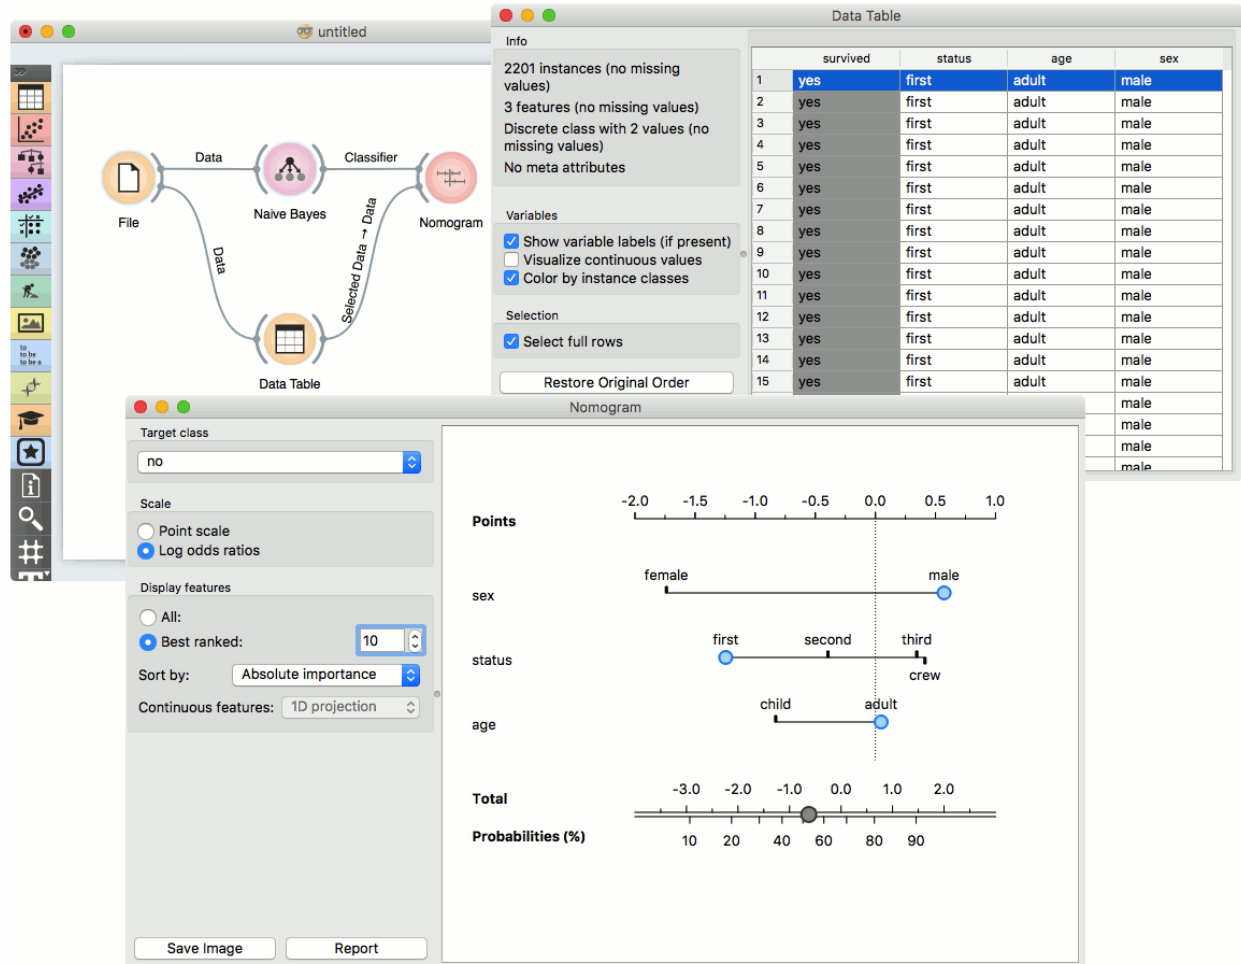 untitled
Data
Classifier
File
Naive Bayes
Nomogram
Data
Selected Data → Data
Data Table
to
to be
to be a
Data Table
Info
2201 instances (no missing
values)
3 features (no missing values)
Discrete class with 2 values (no
missing values)
No meta attributes
Variables
Show variable labels (if present)
Visualize continuous values
Color by instance classes
Selection
Select full rows
Restore Original Order
survived status age sex
1 yes first adult male
2 yes first adult male
3 yes first adult male
4 yes first adult male
5 yes first adult male
6 yes first adult male
7 yes first adult male
8 yes first adult male
9 yes first adult male
10 yes first adult male
11 yes first adult male
12 yes first adult male
13 yes first adult male
14 yes first adult male
15 yes first adult male
male
male
male
male
Nomogram
Target class
no
Scale
Point scale
Log odds ratios
Display features
All:
Best ranked: 10
Sort by: Absolute importance
Continuous features: 1D projection
Save Image Report
-2.0 -1.5 -1.0 -0.5 0.0 0.5 1.0
Points
female male
sex
first second third
status
crew
child adult
age
-3.0 -2.0 -1.0 0.0 1.0 2.0
Total
Probabilities (%)
10 20 40 60 80 90